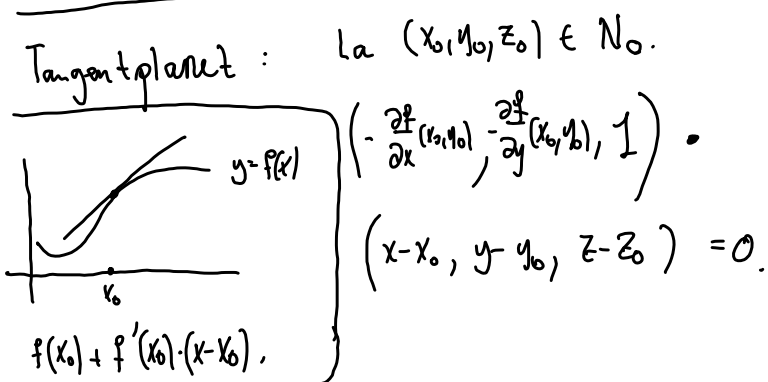 Tangentplanet : La (x₀, y₀, z₀) ∈ N₀.
(-∂f/∂x(x₀,y₀), -∂f/∂y(x₀,y₀), 1) •
(x-x₀, y-y₀, z-z₀) = 0.
y=f(x)
x₀
f(x₀) + f'(x₀)·(x-x₀).